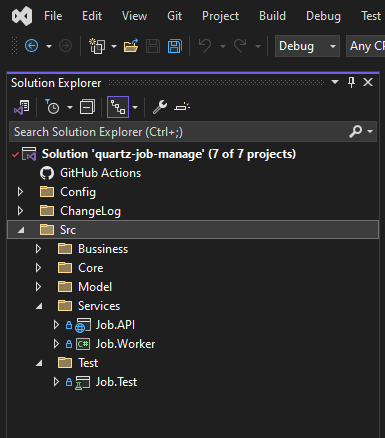 File Edit View Git Project Build Debug Test
Debug Any CP
Solution Explorer
Search Solution Explorer (Ctrl+;)
Solution 'quartz-job-manage' (7 of 7 projects)
GitHub Actions
Config
ChangeLog
Src
Bussiness
Core
Model
Services
Job.API
C# Job.Worker
Test
Job.Test